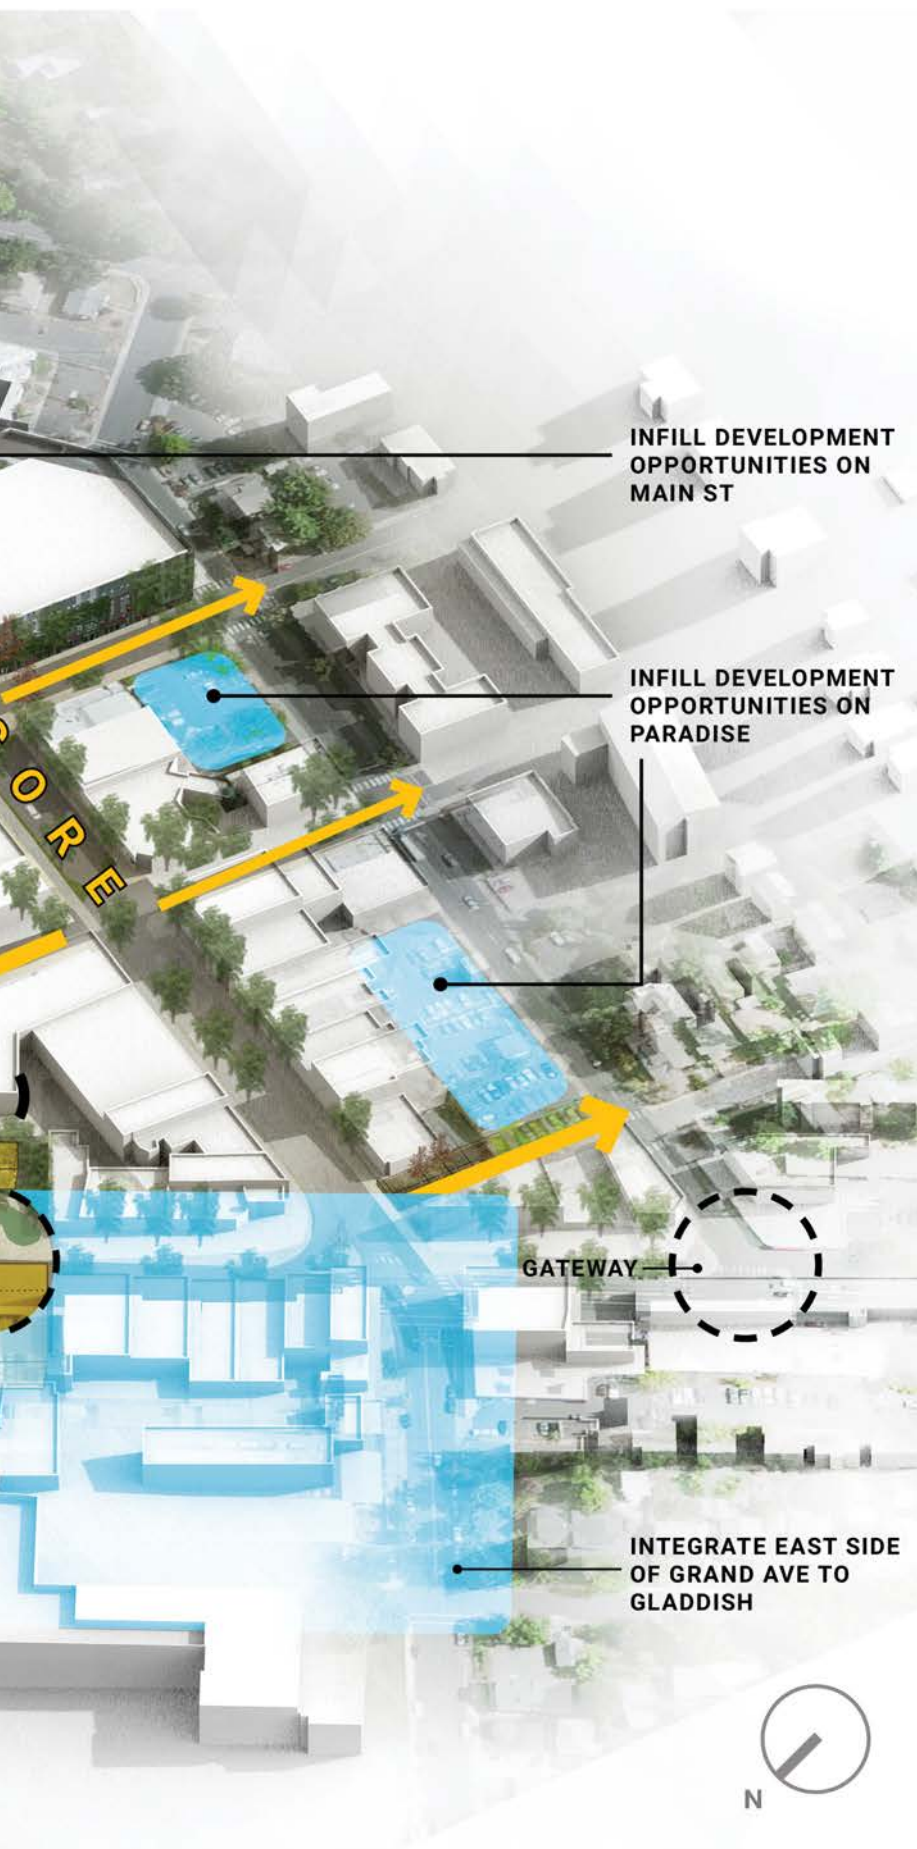 INFILL DEVELOPMENT
OPPORTUNITIES ON
MAIN ST
INFILL DEVELOPMENT
OPPORTUNITIES ON
PARADISE
CORE
GATEWAY
INTEGRATE EAST SIDE
OF GRAND AVE TO
GLADDISH
N